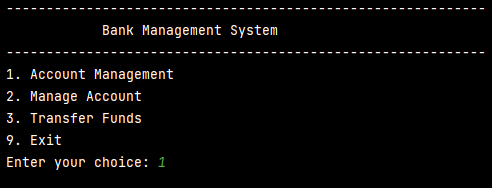 ------------------------------------------------------------
Bank Management System
------------------------------------------------------------
1. Account Management
2. Manage Account
3. Transfer Funds
9. Exit
Enter your choice: 1